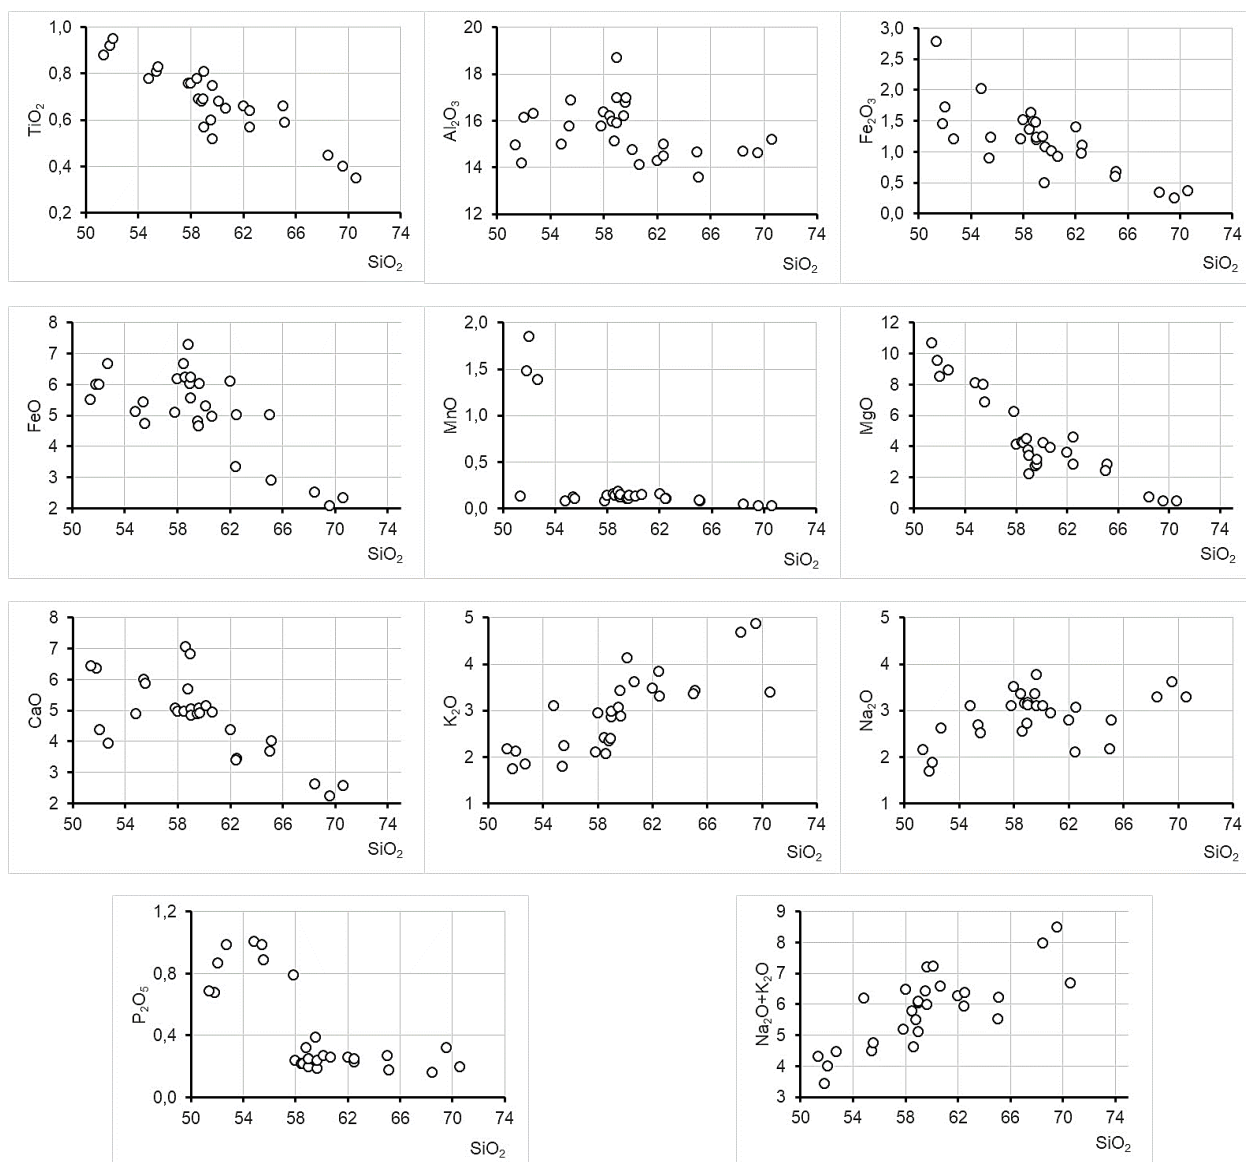 1,0
0,8
0,6
0,4
0,2
TiO₂
50 54 58 62 66 70 74
SiO₂
20
18
16
14
12
Al₂O₃
50 54 58 62 66 70 74
SiO₂
3,0
2,5
2,0
1,5
1,0
0,5
0,0
Fe₂O₃
50 54 58 62 66 70 74
SiO₂
8
7
6
5
4
3
2
FeO
50 54 58 62 66 70 74
SiO₂
2,0
1,5
1,0
0,5
0,0
MnO
50 54 58 62 66 70 74
SiO₂
12
10
8
6
4
2
0
MgO
50 54 58 62 66 70 74
SiO₂
8
7
6
5
4
3
2
CaO
50 54 58 62 66 70 74
SiO₂
5
4
3
2
1
K₂O
50 54 58 62 66 70 74
SiO₂
5
4
3
2
1
Na₂O
50 54 58 62 66 70 74
SiO₂
1,2
0,8
0,4
0,0
P₂O₅
50 54 58 62 66 70 74
SiO₂
9
8
7
6
5
4
3
Na₂O+K₂O
50 54 58 62 66 70 74
SiO₂